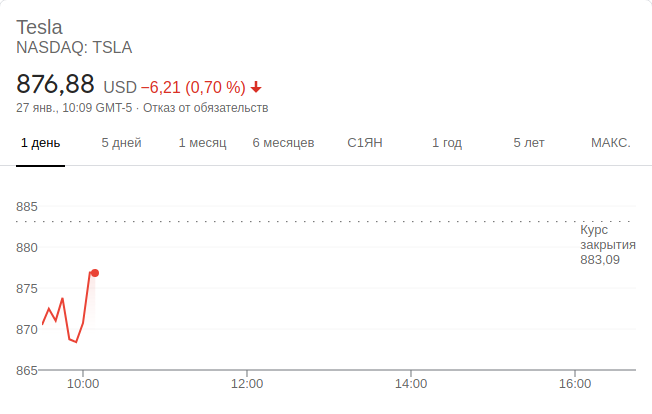 Tesla
NASDAQ: TSLA
876,88 USD −6,21 (0,70 %)
27 янв., 10:09 GMT-5 · Отказ от обязательств
1 день 5 дней 1 месяц 6 месяцев С1ЯН 1 год 5 лет МАКС.
885
880
875
870
865
Курс
закрытия
883,09
10:00 12:00 14:00 16:00